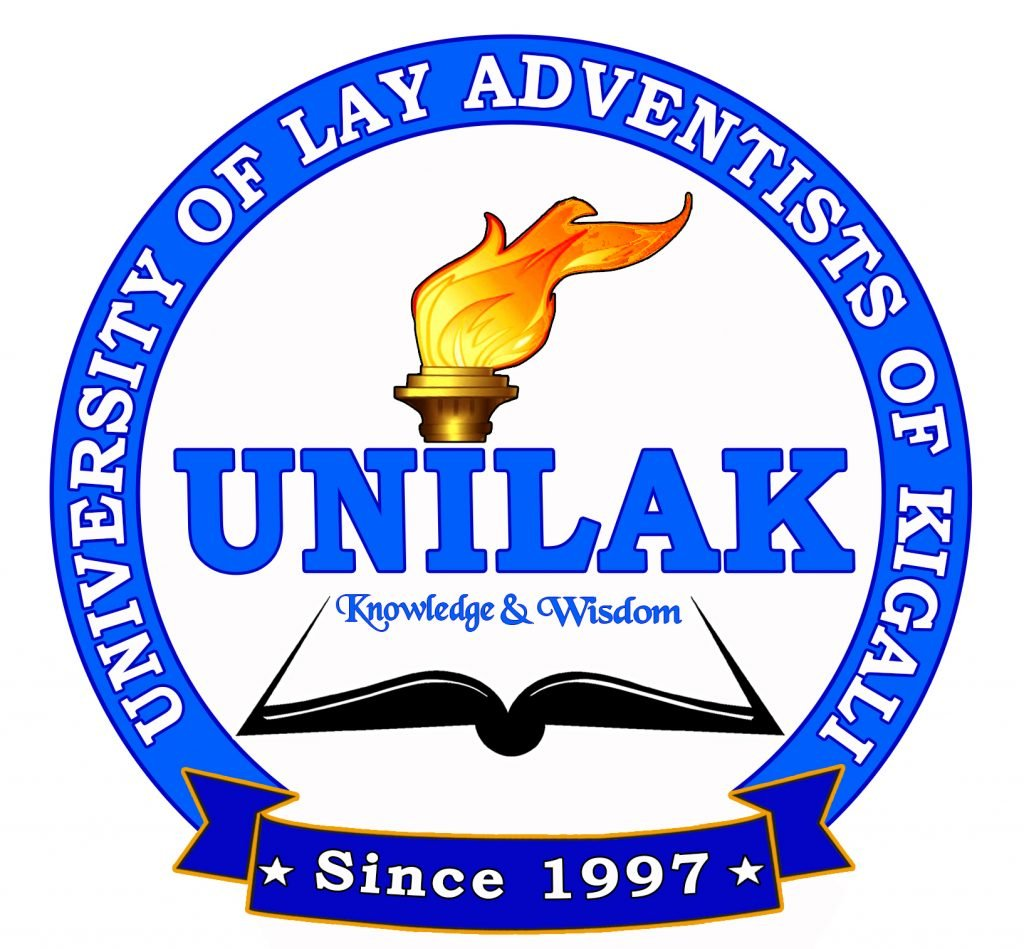 UNIVERSITY OF LAY ADVENTISTS OF KIGALI
UNILAK
Knowledge & Wisdom
Since 1997